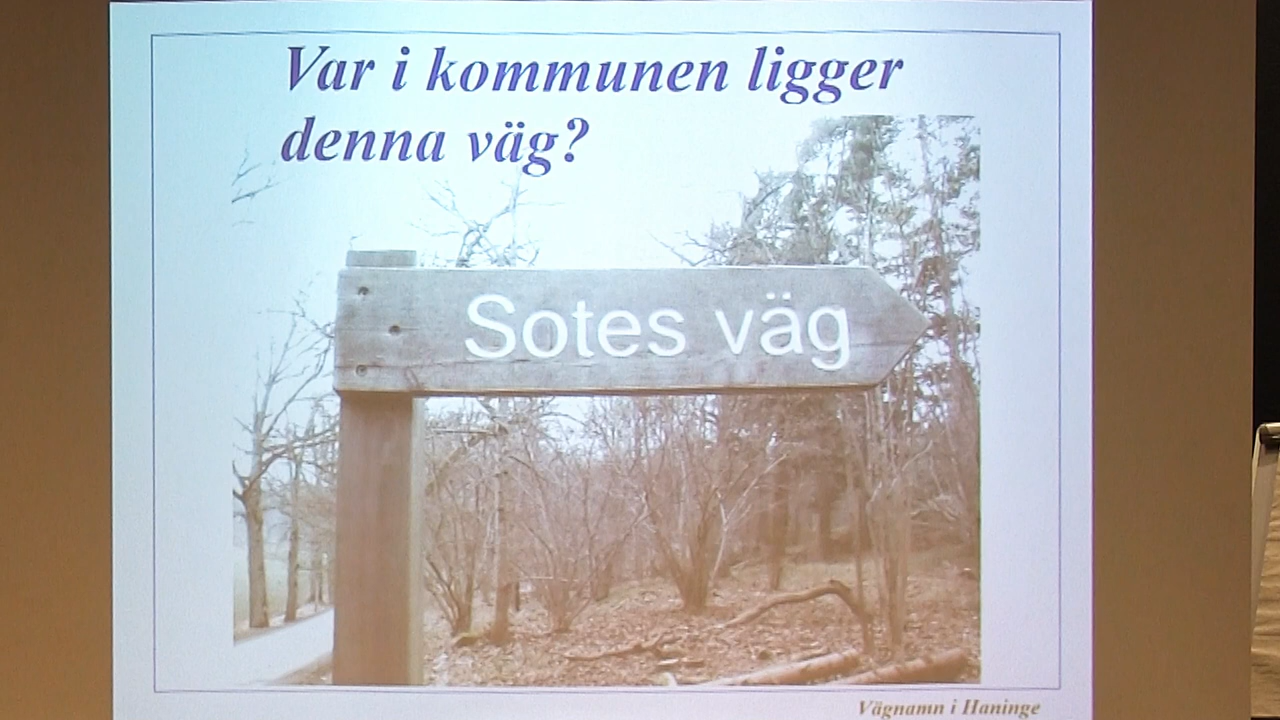 Var i kommunen ligger
denna väg?
Sotes väg
Vägnamn i Haninge